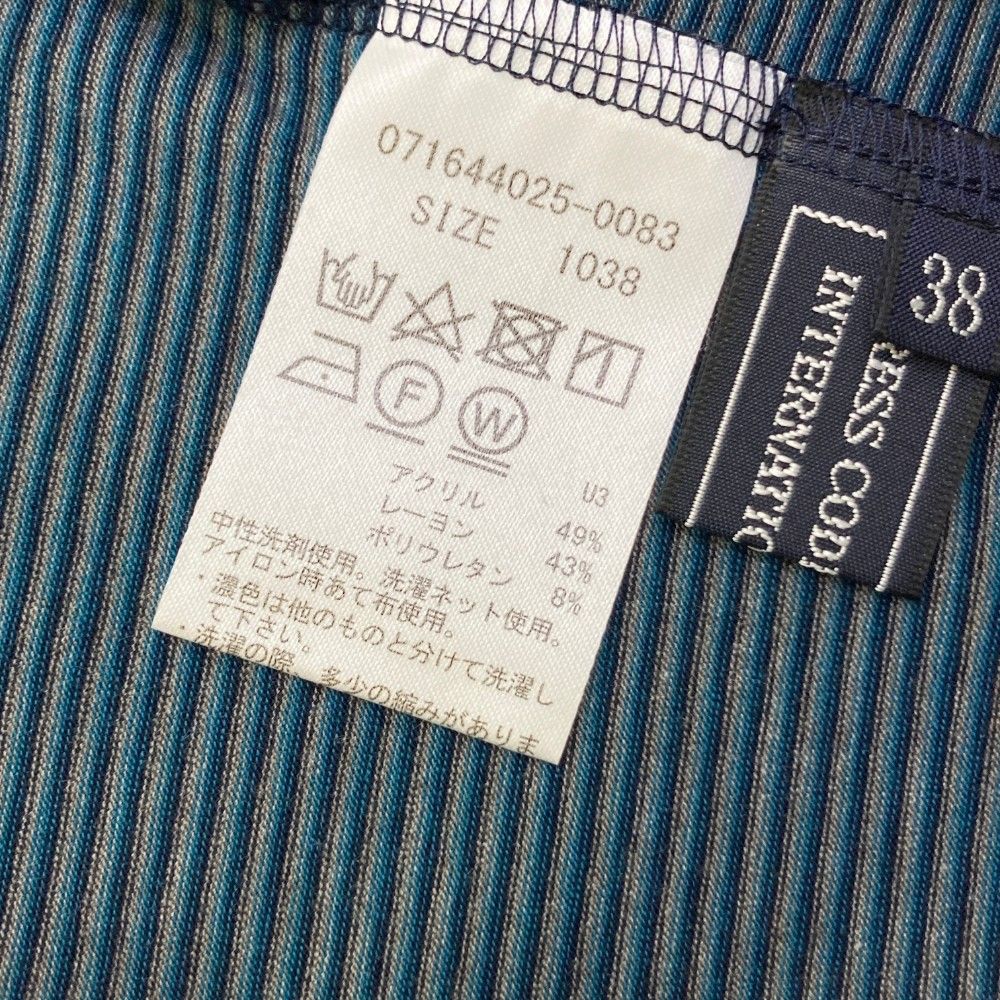 071644025-0083
SIZE 1038
F W
U3
アクリル 49%
レーヨン 43%
ポリウレタン 8%
中性洗剤使用。洗濯ネット使用。
アイロン時あて布使用。
・濃色は他のものと分けて洗濯し
て下さい。
・洗濯の際、多少の縮みがありま
38
RESS COD
INTERNATIO